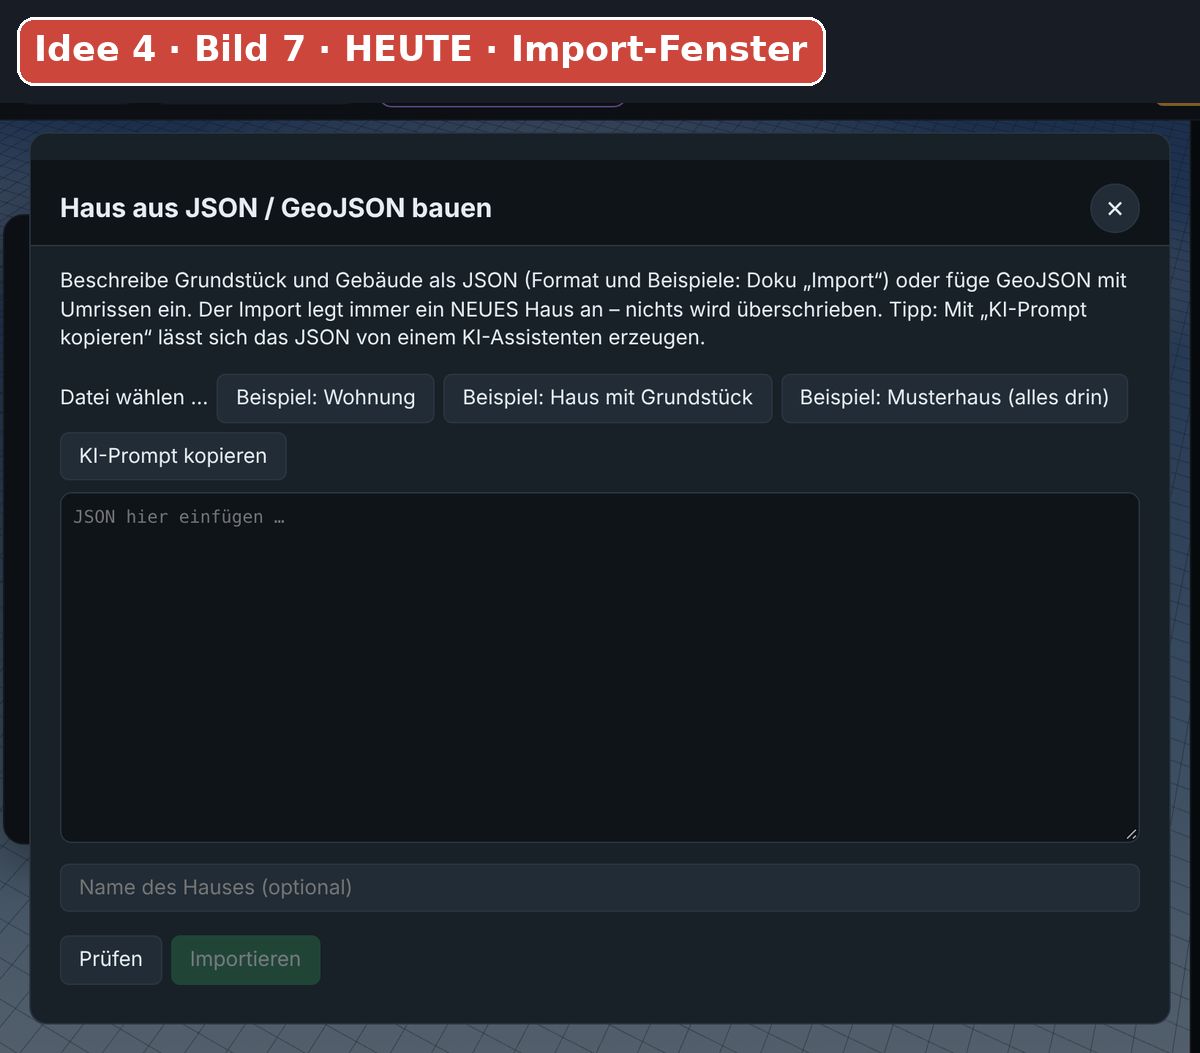 Idee 4 · Bild 7 · HEUTE · Import-Fenster
Haus aus JSON / GeoJSON bauen
Beschreibe Grundstück und Gebäude als JSON (Format und Beispiele: Doku „Import“) oder füge GeoJSON mit
Umrissen ein. Der Import legt immer ein NEUES Haus an – nichts wird überschrieben. Tipp: Mit „KI-Prompt
kopieren“ lässt sich das JSON von einem KI-Assistenten erzeugen.
Datei wählen … Beispiel: Wohnung Beispiel: Haus mit Grundstück Beispiel: Musterhaus (alles drin)
KI-Prompt kopieren
JSON hier einfügen …
Name des Hauses (optional)
Prüfen Importieren